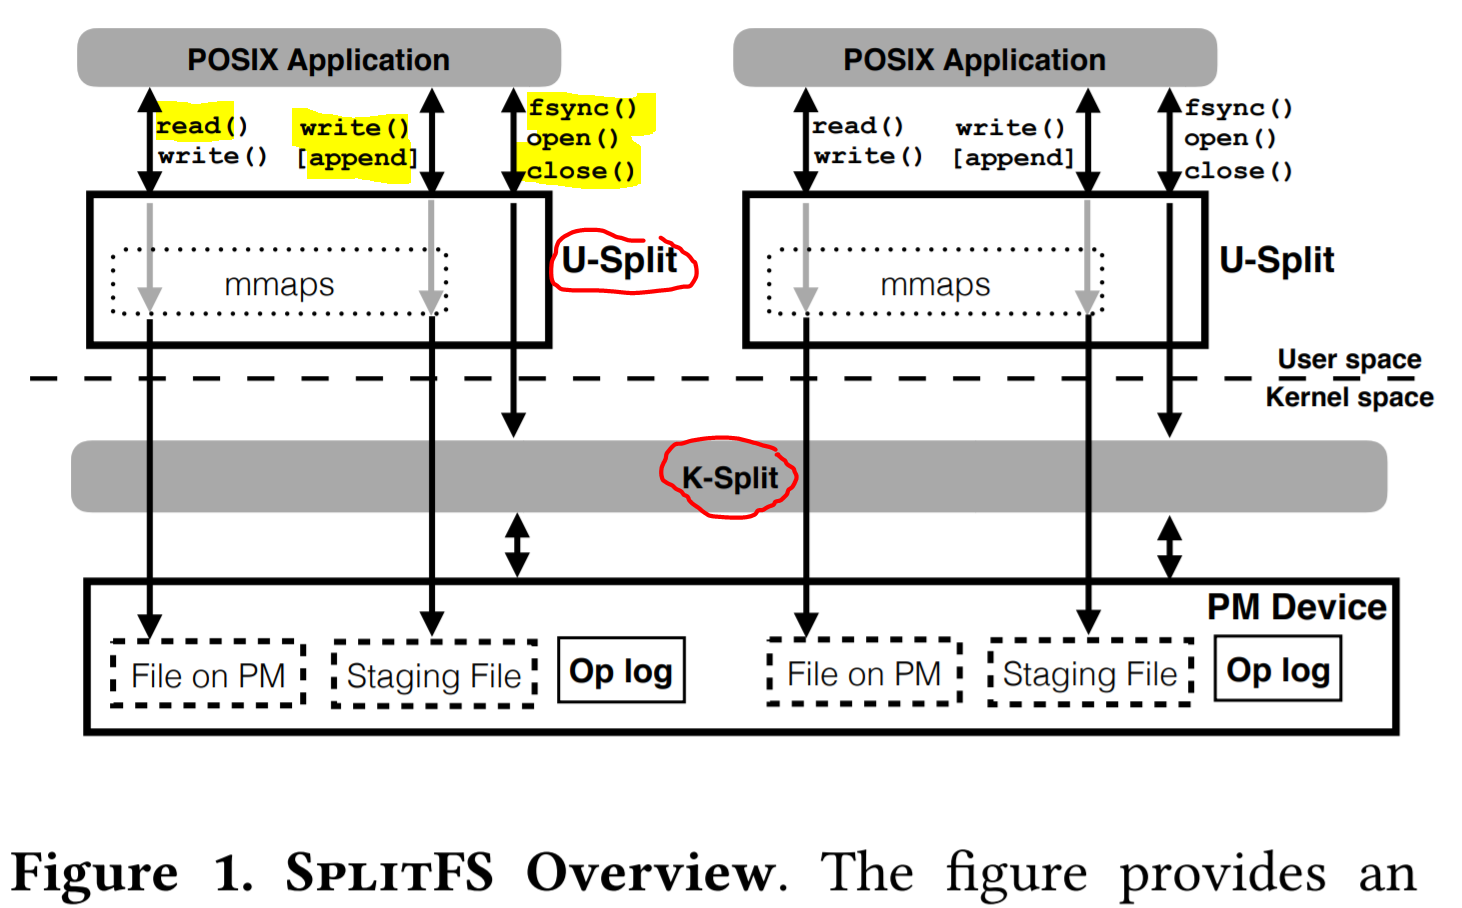 POSIX Application
read()
write()
write()
[append]
fsync()
open()
close()
mmaps
U-Split
POSIX Application
read()
write()
write()
[append]
fsync()
open()
close()
mmaps
U-Split
User space
Kernel space
K-Split
PM Device
File on PM
Staging File
Op log
File on PM
Staging File
Op log
Figure 1. SPLITFS Overview. The figure provides an